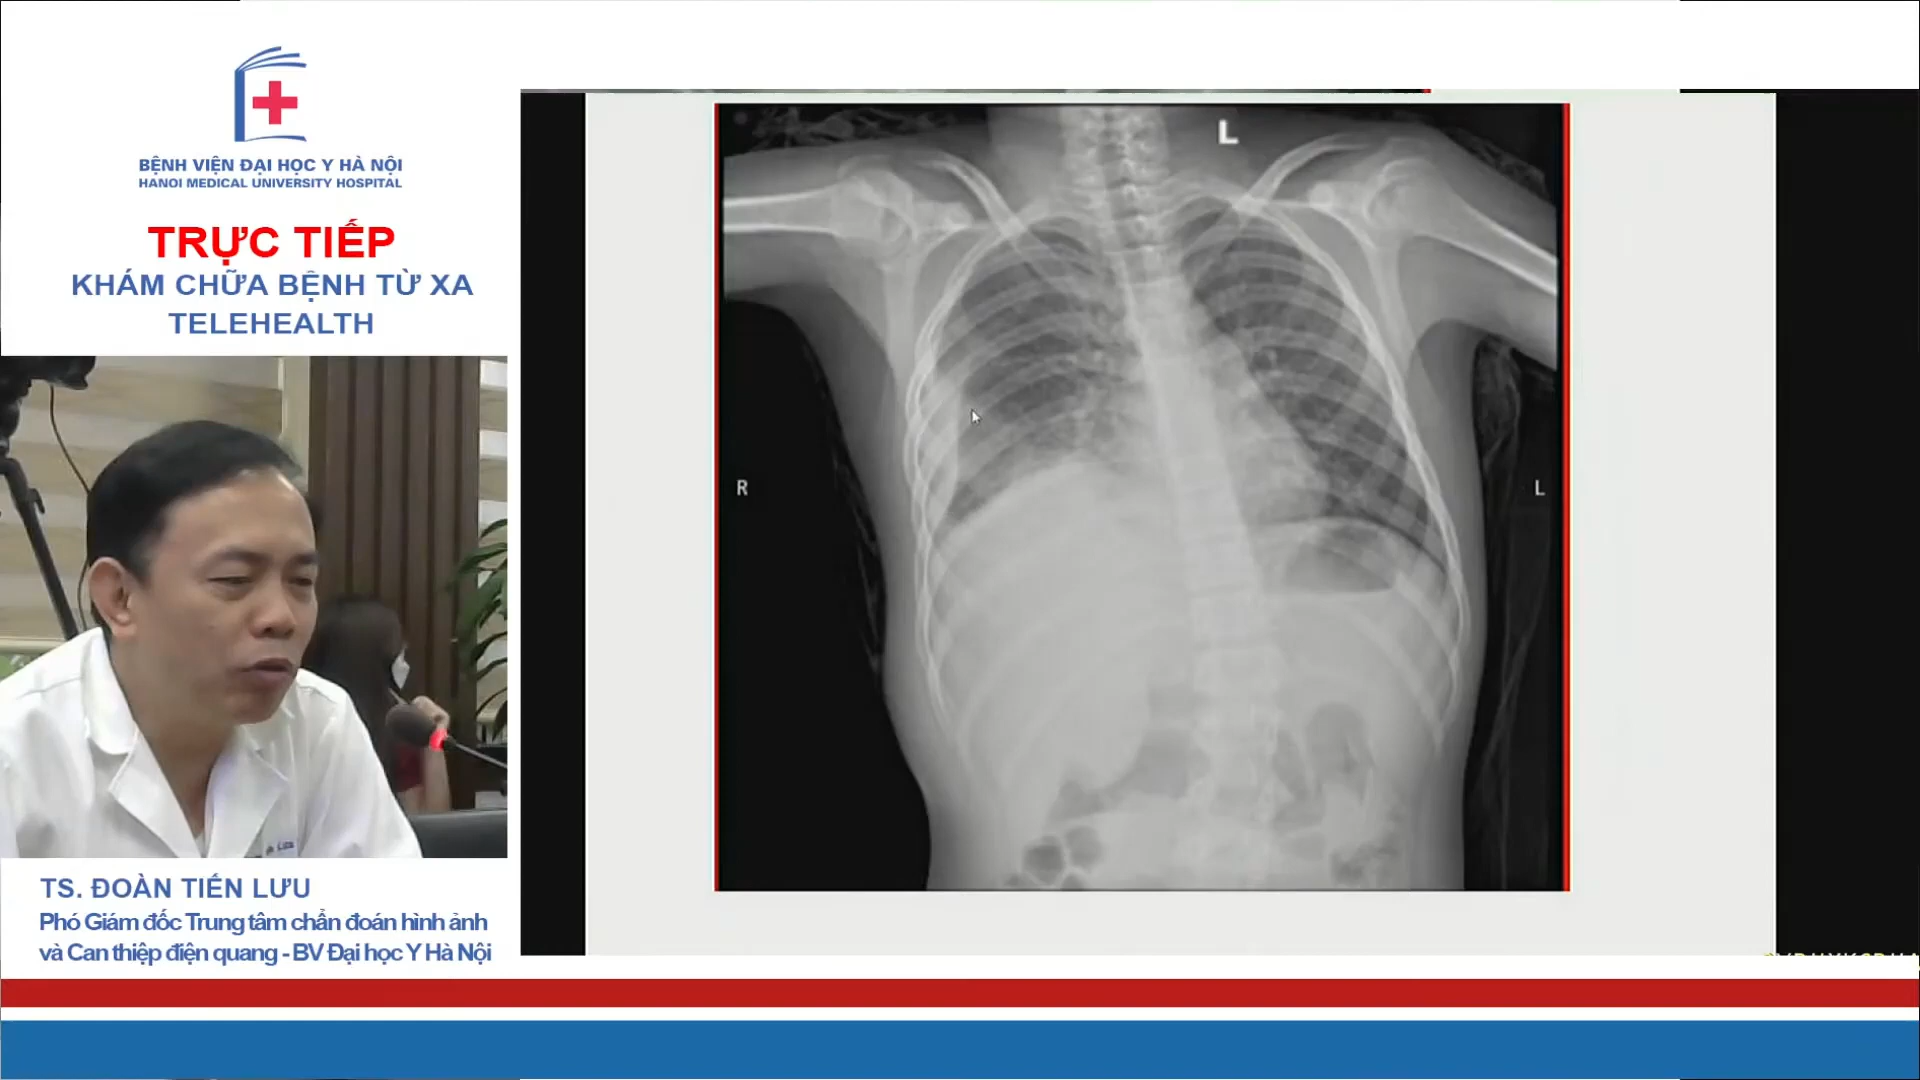 BỆNH VIỆN ĐẠI HỌC Y HÀ NỘI
HANOI MEDICAL UNIVERSITY HOSPITAL
TRỰC TIẾP
KHÁM CHỮA BỆNH TỪ XA
TELEHEALTH
L
R
L
TS. ĐOÀN TIẾN LƯU
Phó Giám đốc Trung tâm chẩn đoán hình ảnh
và Can thiệp điện quang - BV Đại học Y Hà Nội